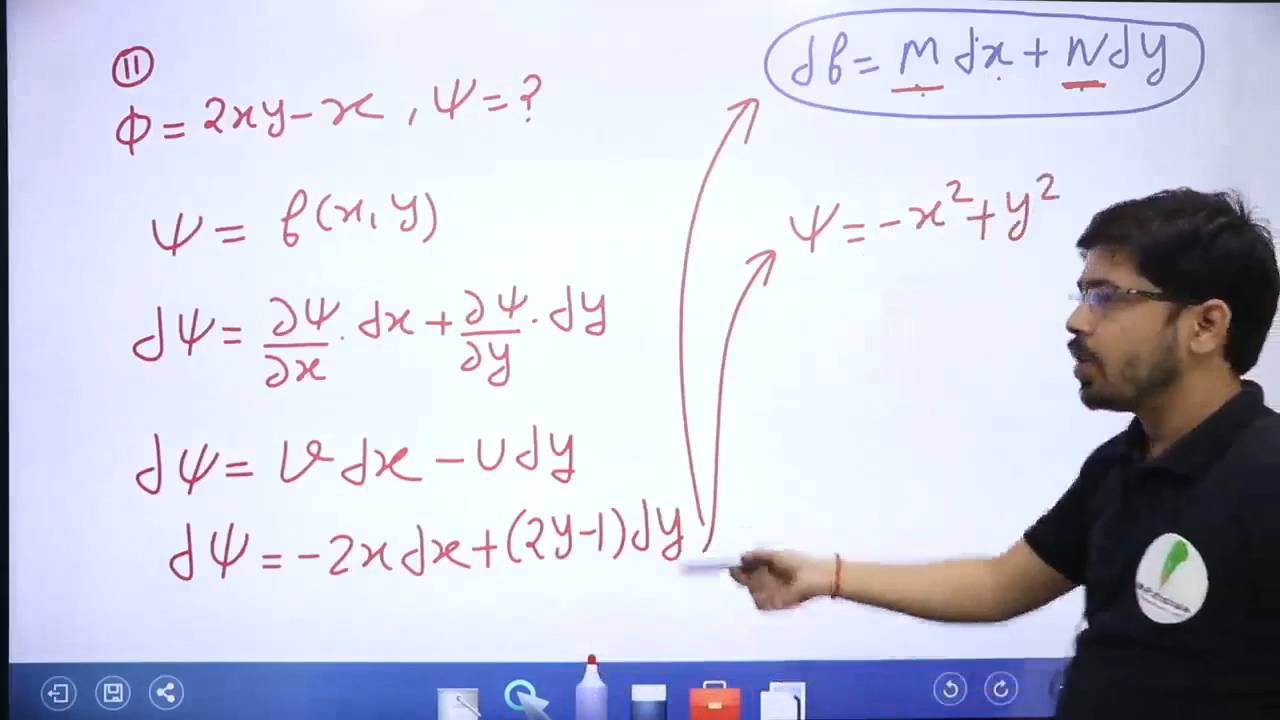 11
Φ = 2xy - x , Ψ = ?
Ψ = f(x, y)
dΨ = ∂Ψ/∂x . dx + ∂Ψ/∂y . dy
dΨ = v dx - u dy
dΨ = -2x dx + (2y-1) dy
df = M dx + N dy
Ψ = -x² + y²